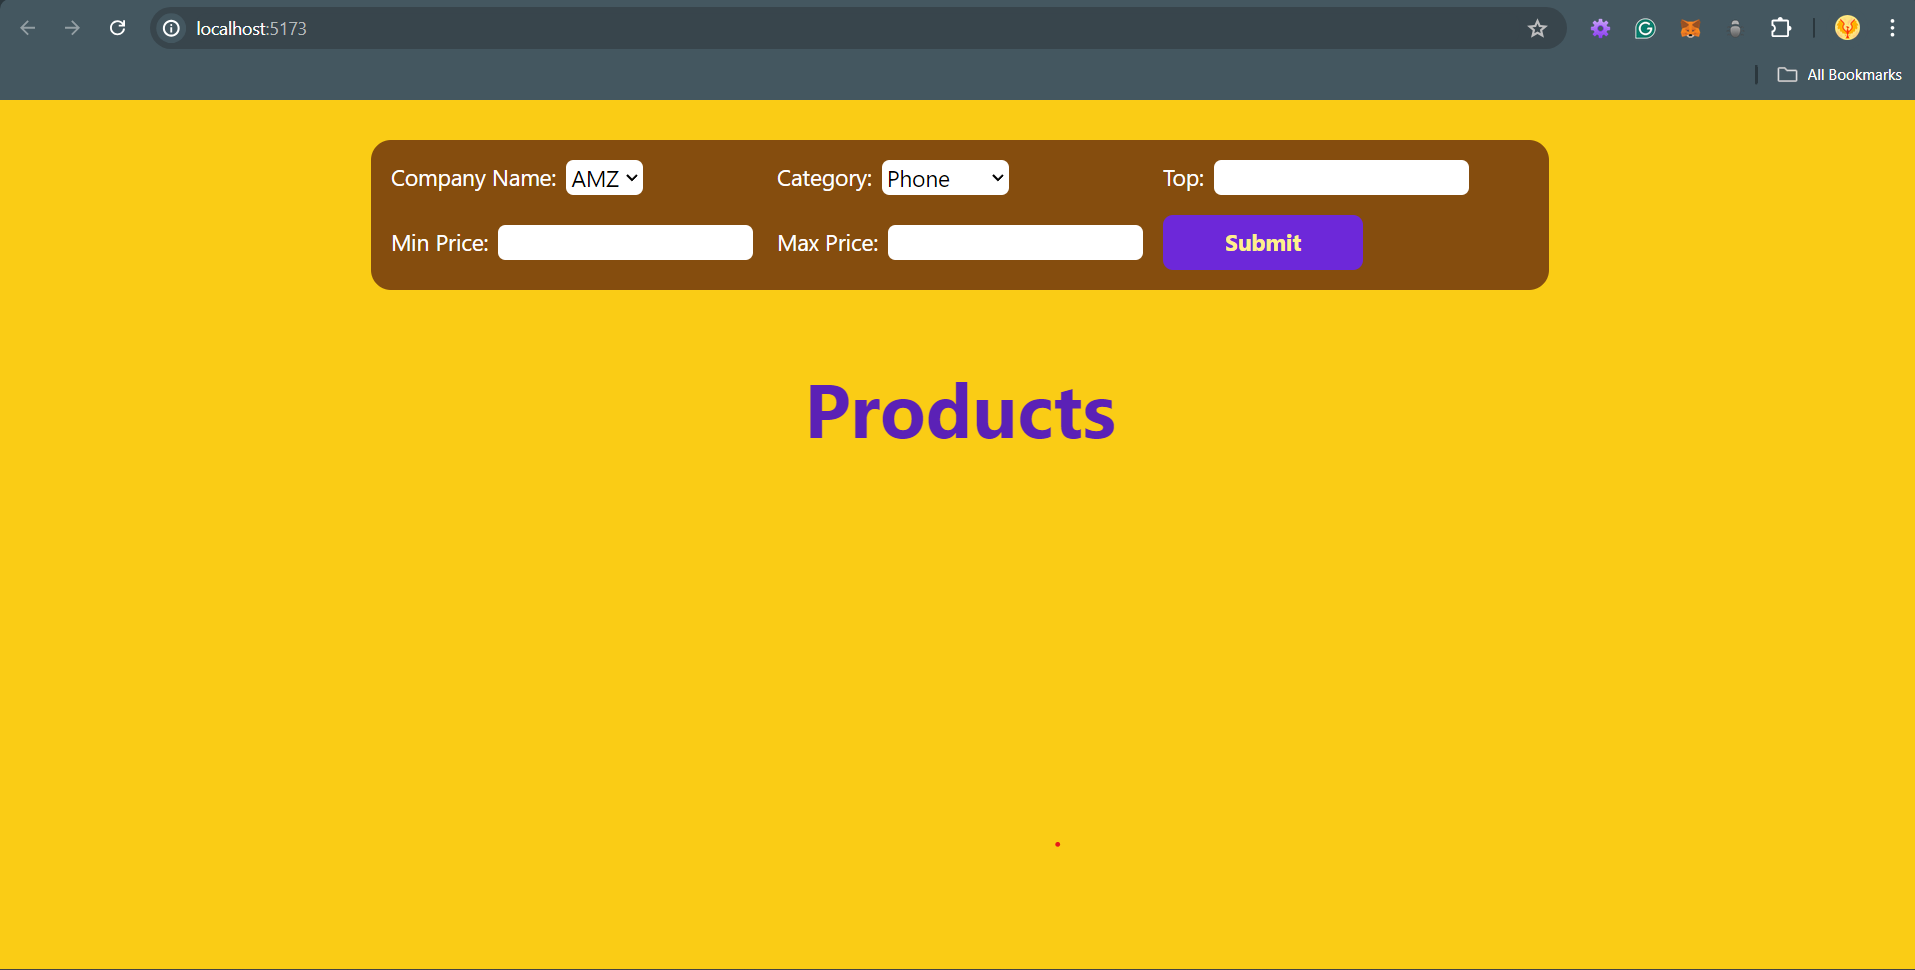 localhost:5173
All Bookmarks
Company Name: AMZ Category: Phone Top:
Min Price: Max Price: Submit
Products